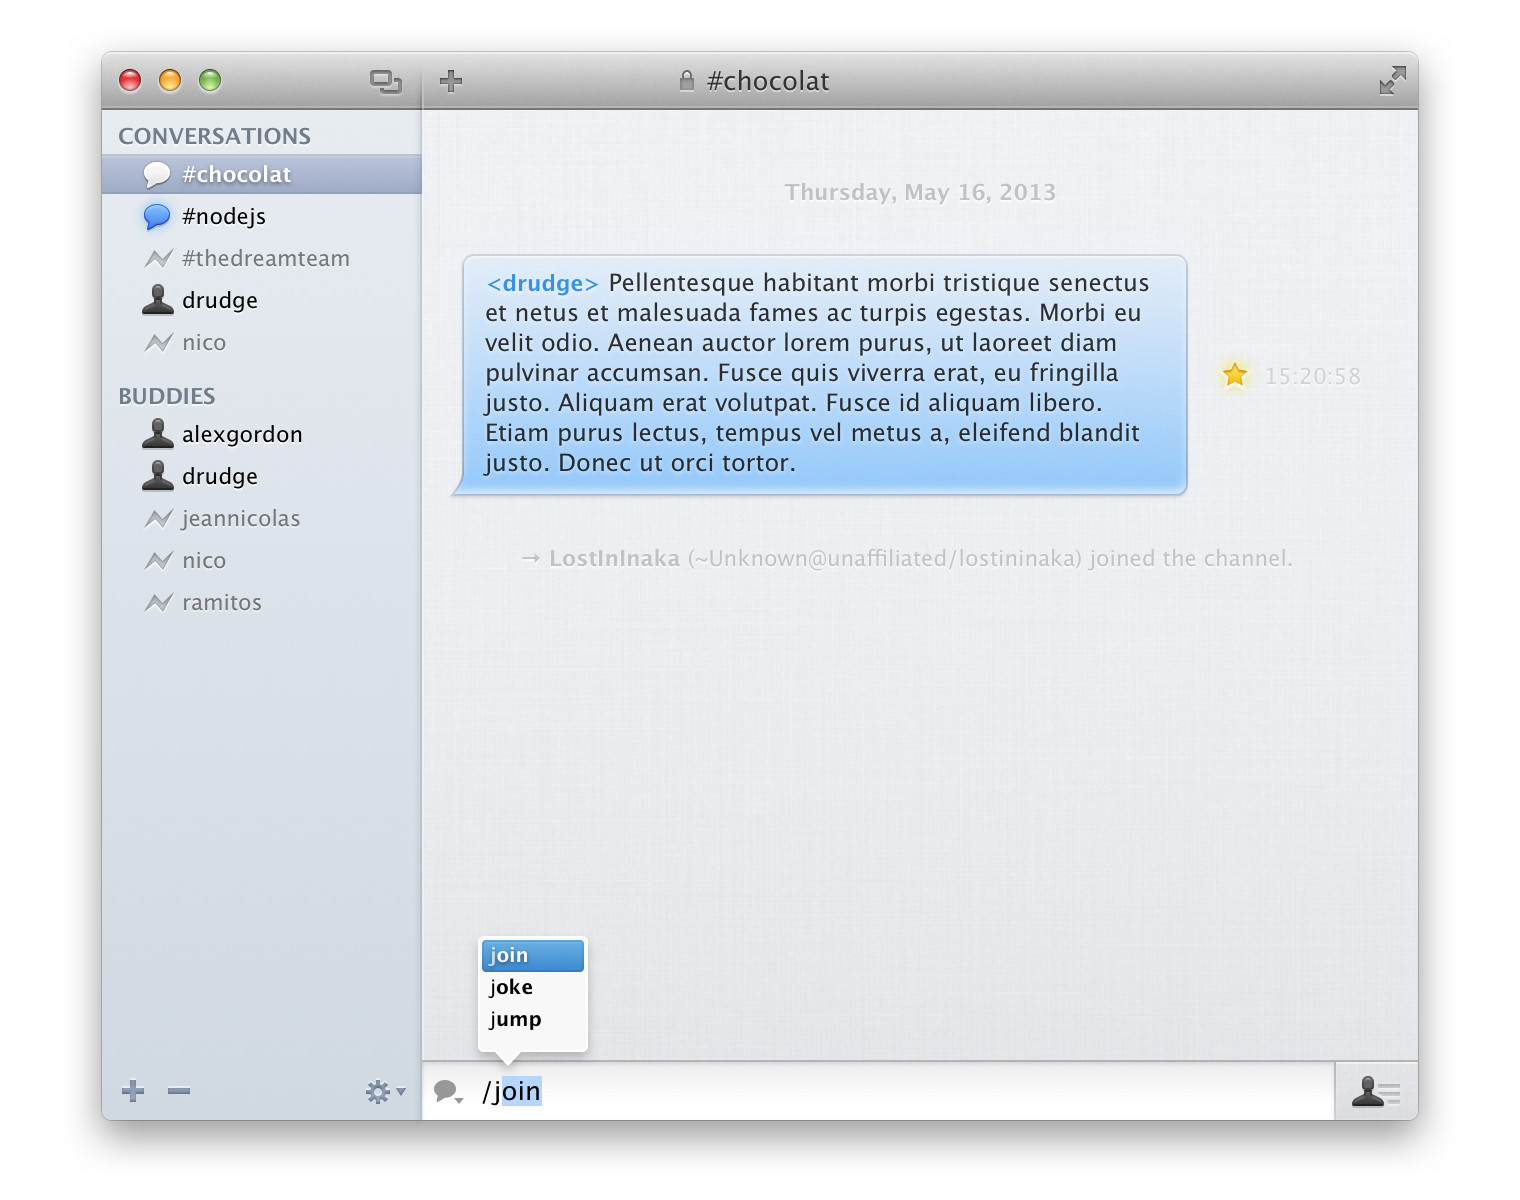 #chocolat
CONVERSATIONS
#chocolat
#nodejs
#thedreamteam
drudge
nico
BUDDIES
alexgordon
drudge
jeannicolas
nico
ramitos
Thursday, May 16, 2013
<drudge> Pellentesque habitant morbi tristique senectus
et netus et malesuada fames ac turpis egestas. Morbi eu
velit odio. Aenean auctor lorem purus, ut laoreet diam
pulvinar accumsan. Fusce quis viverra erat, eu fringilla
justo. Aliquam erat volutpat. Fusce id aliquam libero.
Etiam purus lectus, tempus vel metus a, eleifend blandit
justo. Donec ut orci tortor.
15:20:58
→ LostInInaka (~Unknown@unaffiliated/lostininaka) joined the channel.
join
joke
jump
/join